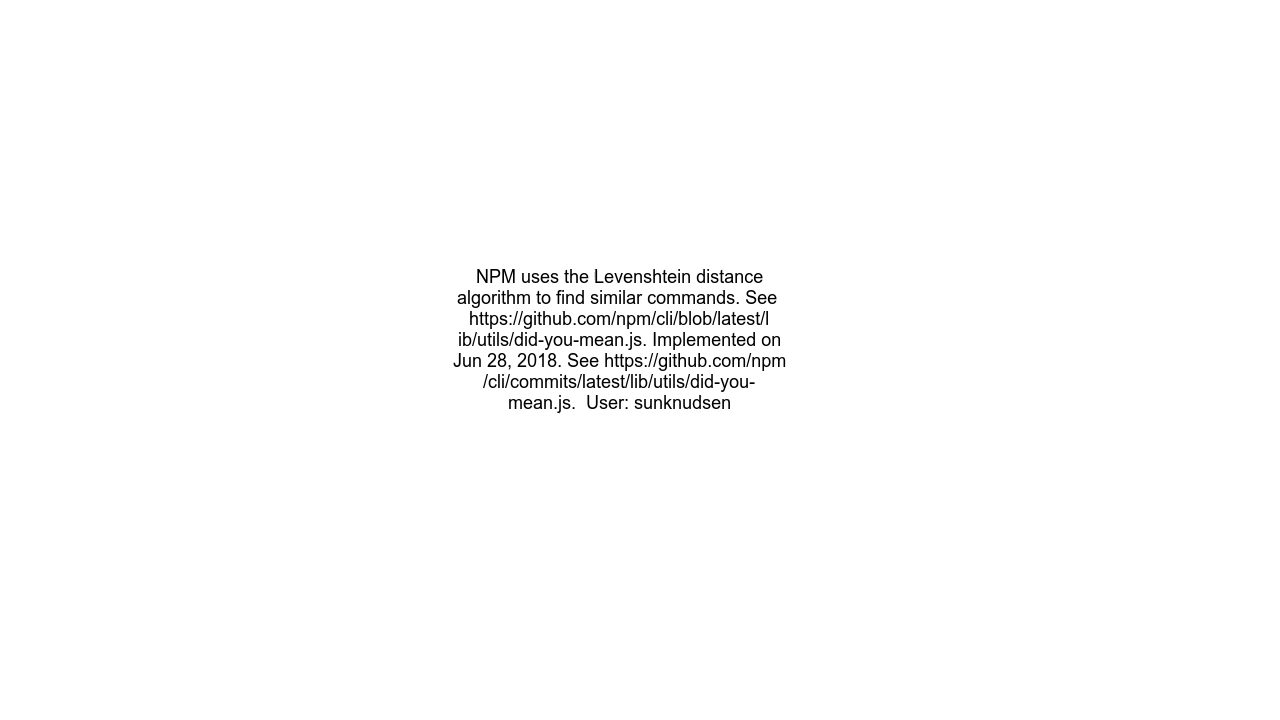 NPM uses the Levenshtein distance
algorithm to find similar commands. See
https://github.com/npm/cli/blob/latest/l
ib/utils/did-you-mean.js. Implemented on
Jun 28, 2018. See https://github.com/npm
/cli/commits/latest/lib/utils/did-you-
mean.js.  User: sunknudsen